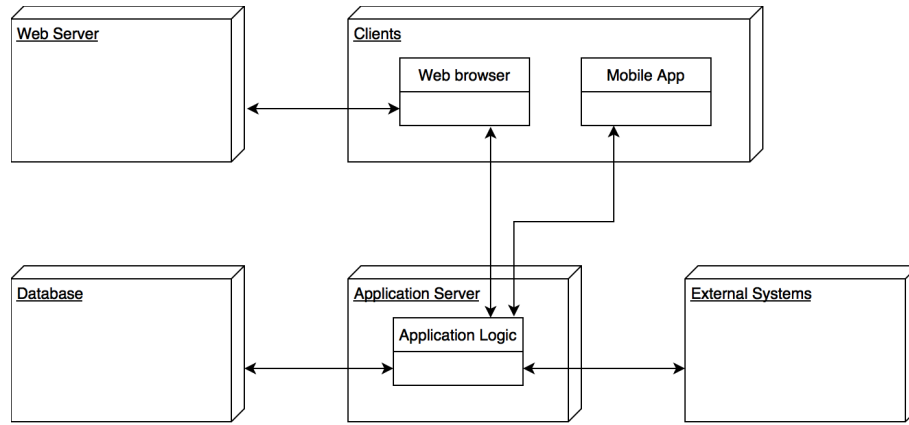 Web Server
Clients
Web browser
Mobile App
Database
Application Server
External Systems
Application Logic